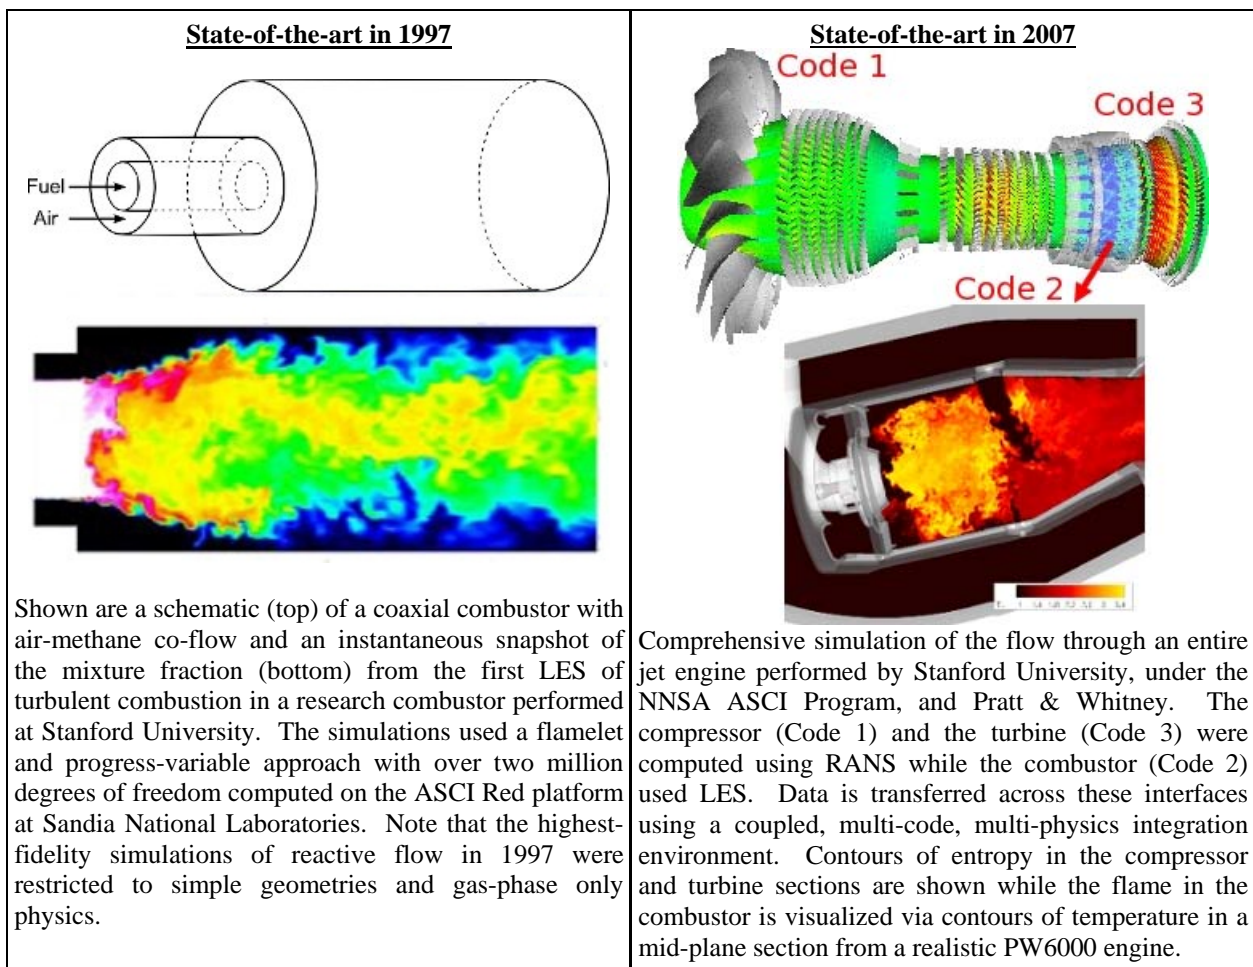 State-of-the-art in 1997
Fuel
Air
Shown are a schematic (top) of a coaxial combustor with
air-methane co-flow and an instantaneous snapshot of
the mixture fraction (bottom) from the first LES of
turbulent combustion in a research combustor performed
at Stanford University. The simulations used a flamelet
and progress-variable approach with over two million
degrees of freedom computed on the ASCI Red platform
at Sandia National Laboratories. Note that the highest-
fidelity simulations of reactive flow in 1997 were
restricted to simple geometries and gas-phase only
physics.
State-of-the-art in 2007
Code 1
Code 3
Code 2
Comprehensive simulation of the flow through an entire
jet engine performed by Stanford University, under the
NNSA ASCI Program, and Pratt & Whitney. The
compressor (Code 1) and the turbine (Code 3) were
computed using RANS while the combustor (Code 2)
used LES. Data is transferred across these interfaces
using a coupled, multi-code, multi-physics integration
environment. Contours of entropy in the compressor
and turbine sections are shown while the flame in the
combustor is visualized via contours of temperature in a
mid-plane section from a realistic PW6000 engine.